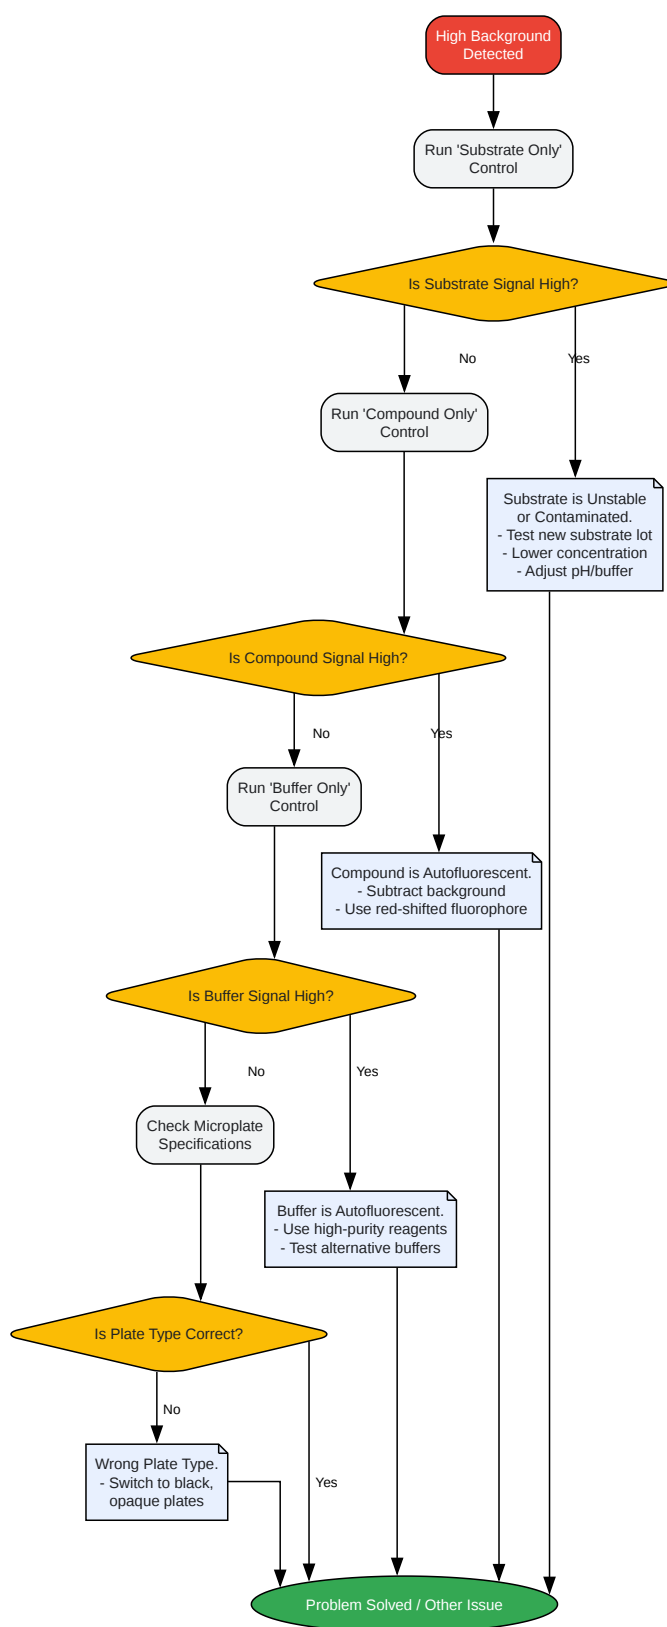 High Background
Detected
Run 'Substrate Only'
Control
Is Substrate Signal High?
No
Yes
Run 'Compound Only'
Control
Substrate is Unstable
or Contaminated.
- Test new substrate lot
- Lower concentration
- Adjust pH/buffer
Is Compound Signal High?
No
Yes
Run 'Buffer Only'
Control
Compound is Autofluorescent.
- Subtract background
- Use red-shifted fluorophore
Is Buffer Signal High?
No
Yes
Check Microplate
Specifications
Buffer is Autofluorescent.
- Use high-purity reagents
- Test alternative buffers
Is Plate Type Correct?
No
Wrong Plate Type.
- Switch to black,
opaque plates
Yes
Problem Solved / Other Issue